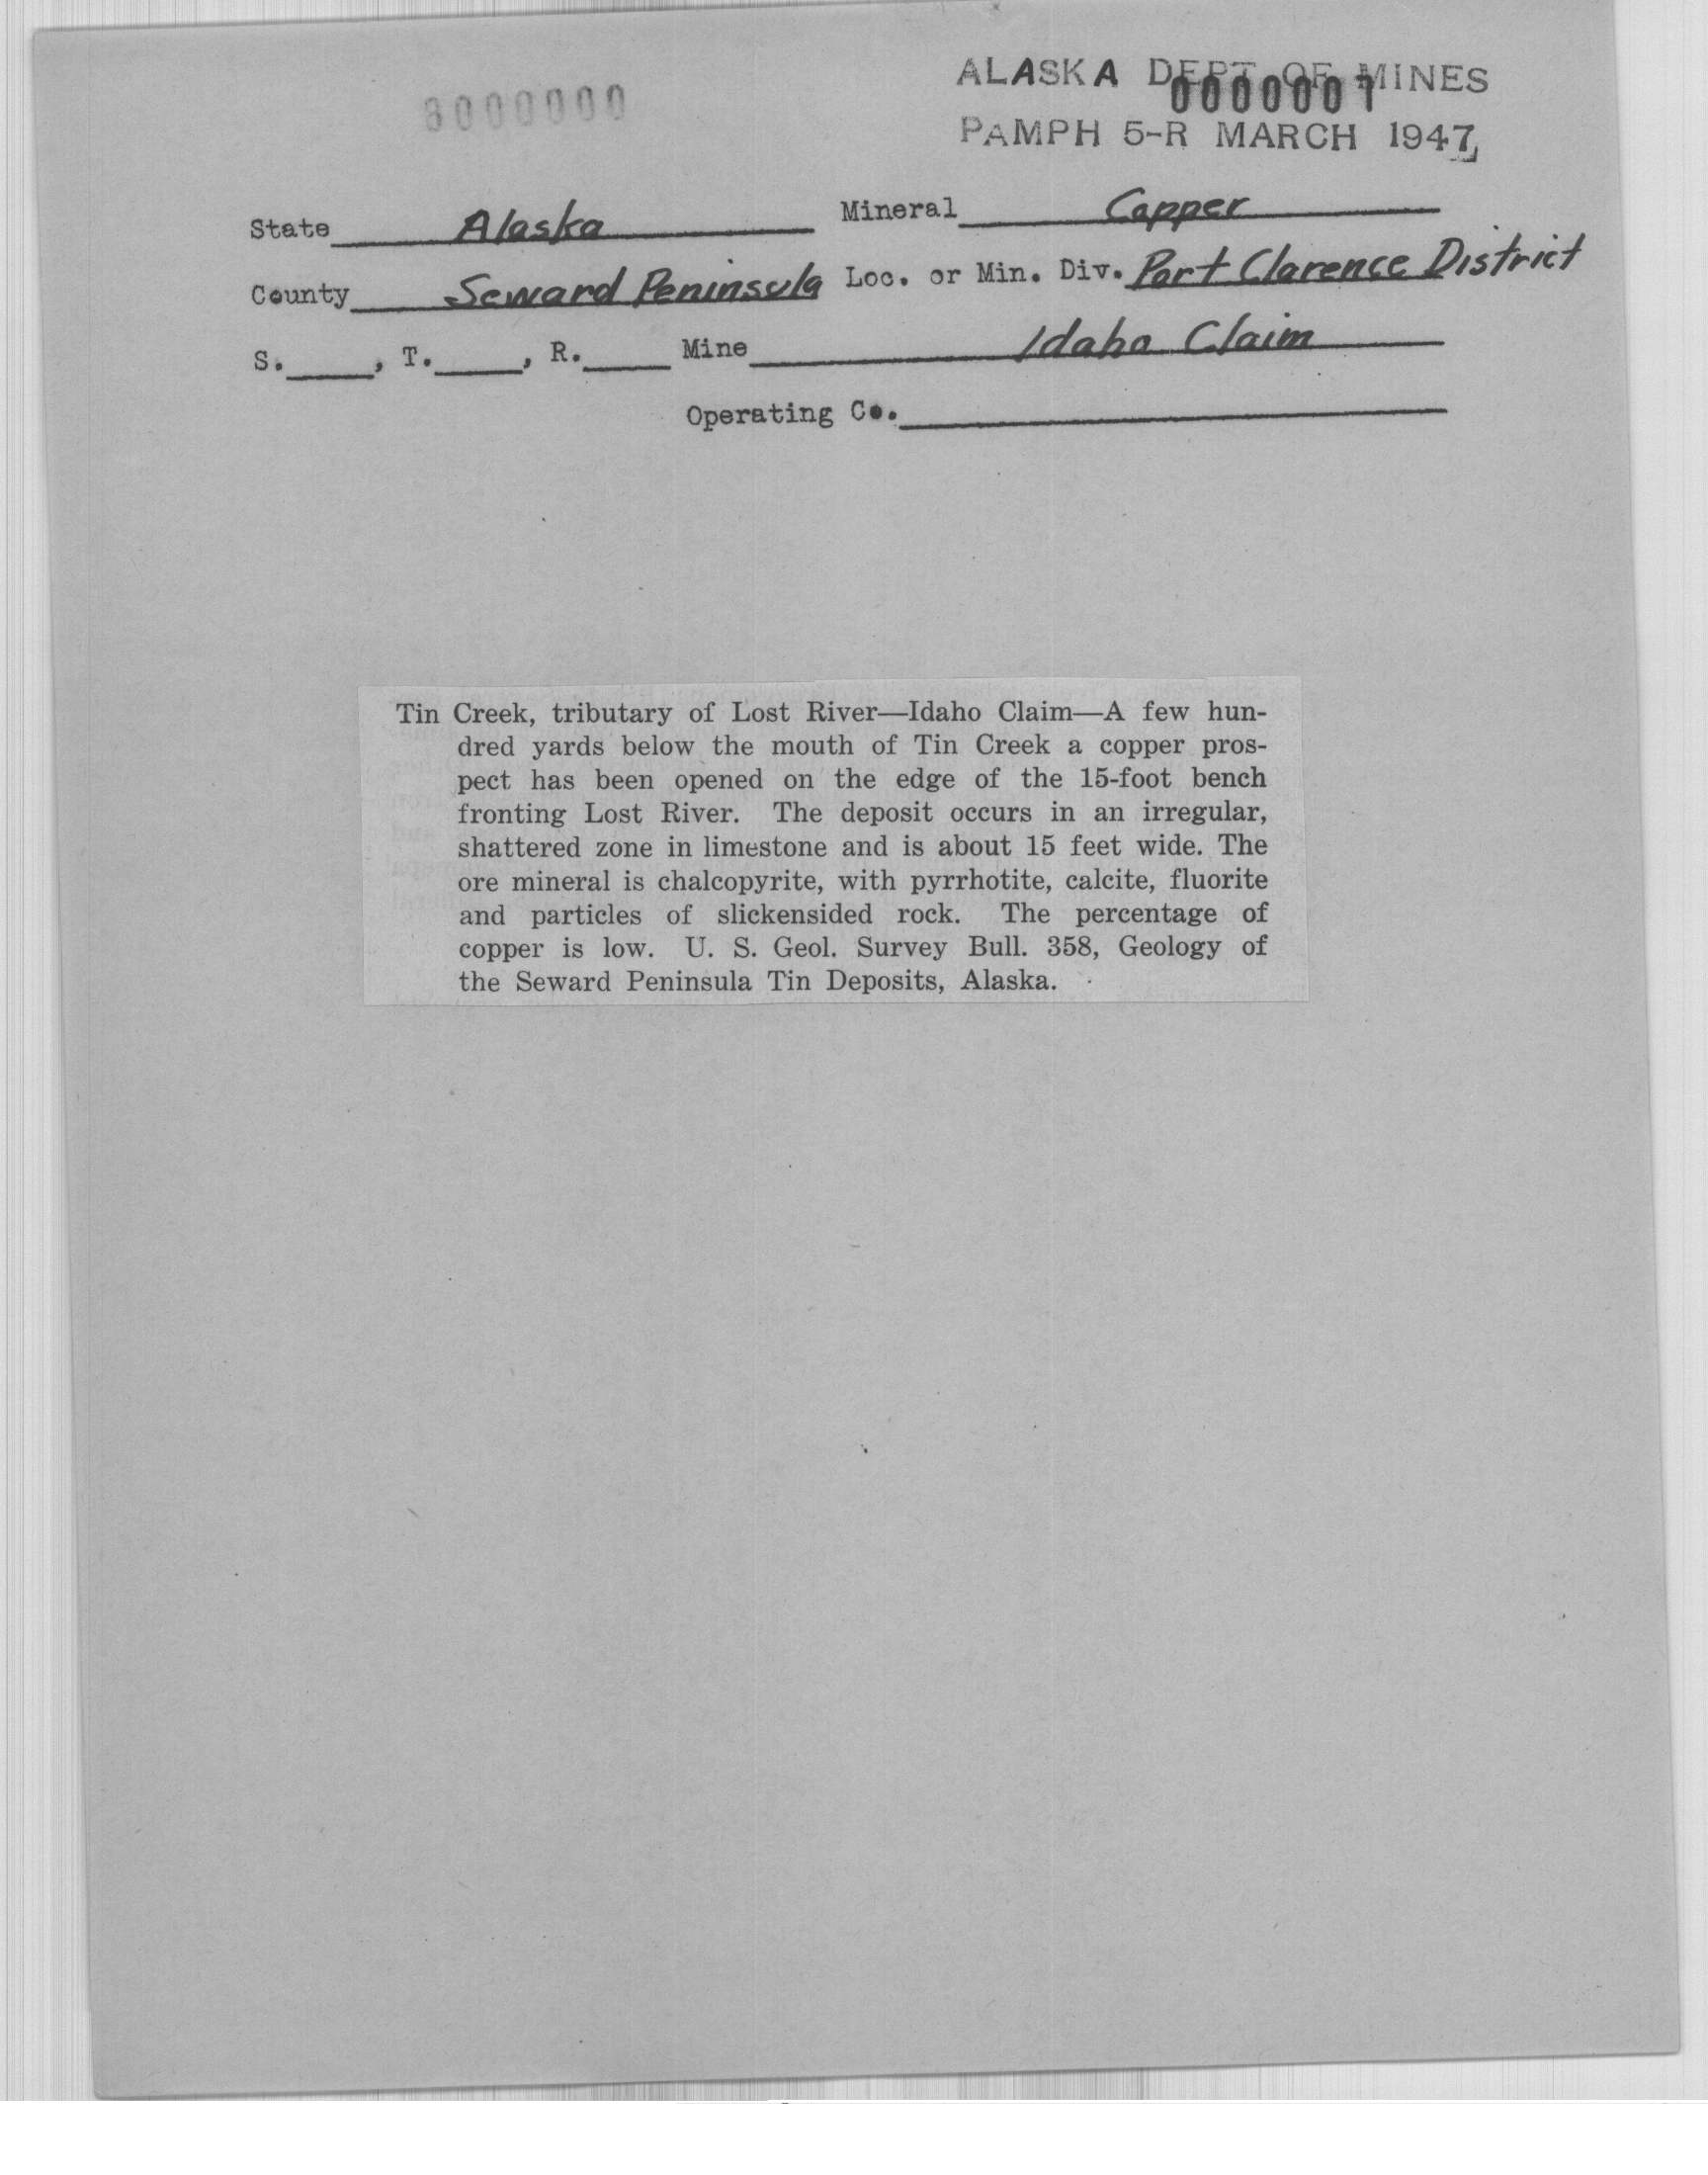 8000000
ALASKA DEPT OF MINES
0000001
PAMPH 5-R MARCH 1947
State Alaska Mineral Copper
County Seward Peninsula Loc. or Min. Div. Port Clarence District
S._____, T._____, R._____ Mine Idaho Claim
Operating Co.
Tin Creek, tributary of Lost River—Idaho Claim—A few hun-
dred yards below the mouth of Tin Creek a copper pros-
pect has been opened on the edge of the 15-foot bench
fronting Lost River. The deposit occurs in an irregular,
shattered zone in limestone and is about 15 feet wide. The
ore mineral is chalcopyrite, with pyrrhotite, calcite, fluorite
and particles of slickensided rock. The percentage of
copper is low. U. S. Geol. Survey Bull. 358, Geology of
the Seward Peninsula Tin Deposits, Alaska.